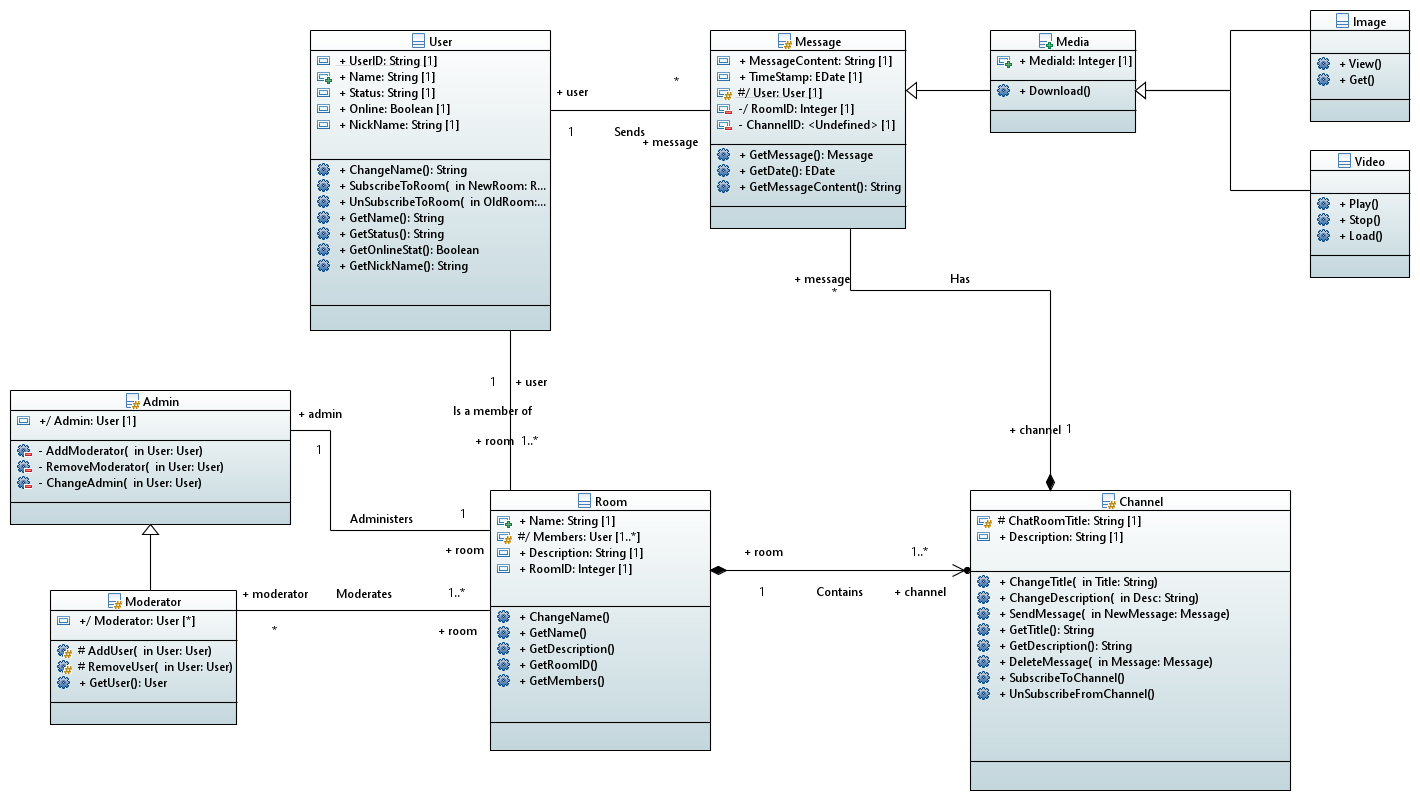 User
+ UserID: String [1]
+ Name: String [1]
+ Status: String [1]
+ Online: Boolean [1]
+ NickName: String [1]
+ ChangeName(): String
+ SubscribeToRoom( in NewRoom: R...
+ UnSubscribeToRoom( in OldRoom:...
+ GetName(): String
+ GetStatus(): String
+ GetOnlineStat(): Boolean
+ GetNickName(): String
+ user
1
Sends
*
+ message
Message
+ MessageContent: String [1]
+ TimeStamp: EDate [1]
#/ User: User [1]
-/ RoomID: Integer [1]
- ChannelID: <Undefined> [1]
+ GetMessage(): Message
+ GetDate(): EDate
+ GetMessageContent(): String
Media
+ MediaId: Integer [1]
+ Download()
Image
+ View()
+ Get()
Video
+ Play()
+ Stop()
+ Load()
+ message
*
Has
+ channel
1
1
+ user
Is a member of
+ room
1..*
Admin
+/ Admin: User [1]
- AddModerator( in User: User)
- RemoveModerator( in User: User)
- ChangeAdmin( in User: User)
+ admin
1
Administers
1
+ room
Moderator
+/ Moderator: User [*]
# AddUser( in User: User)
# RemoveUser( in User: User)
+ GetUser(): User
+ moderator
*
Moderates
1..*
+ room
Room
+ Name: String [1]
#/ Members: User [1..*]
+ Description: String [1]
+ RoomID: Integer [1]
+ ChangeName()
+ GetName()
+ GetDescription()
+ GetRoomID()
+ GetMembers()
+ room
1
Contains
1..*
+ channel
Channel
# ChatRoomTitle: String [1]
+ Description: String [1]
+ ChangeTitle( in Title: String)
+ ChangeDescription( in Desc: String)
+ SendMessage( in NewMessage: Message)
+ GetTitle(): String
+ GetDescription(): String
+ DeleteMessage( in Message: Message)
+ SubscribeToChannel()
+ UnSubscribeFromChannel()